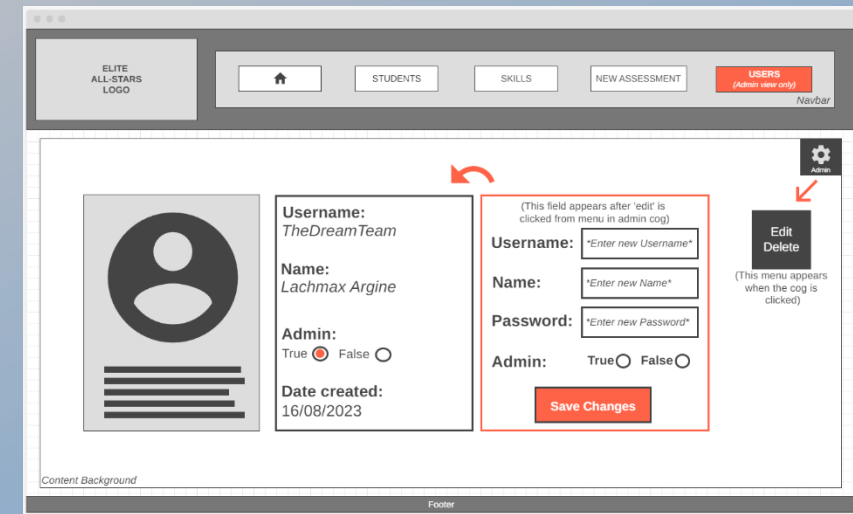 ELITE
ALL-STARS
LOGO
STUDENTS
SKILLS
NEW ASSESSMENT
USERS
(Admin view only)
Navbar
Admin
Username:
TheDreamTeam
Name:
Lachmax Argine
Admin:
True False
Date created:
16/08/2023
(This field appears after 'edit' is
clicked from menu in admin cog)
Username: *Enter new Username*
Name: *Enter new Name*
Password: *Enter new Password*
Admin: True False
Save Changes
Edit
Delete
(This menu appears
when the cog is
clicked)
Content Background
Footer